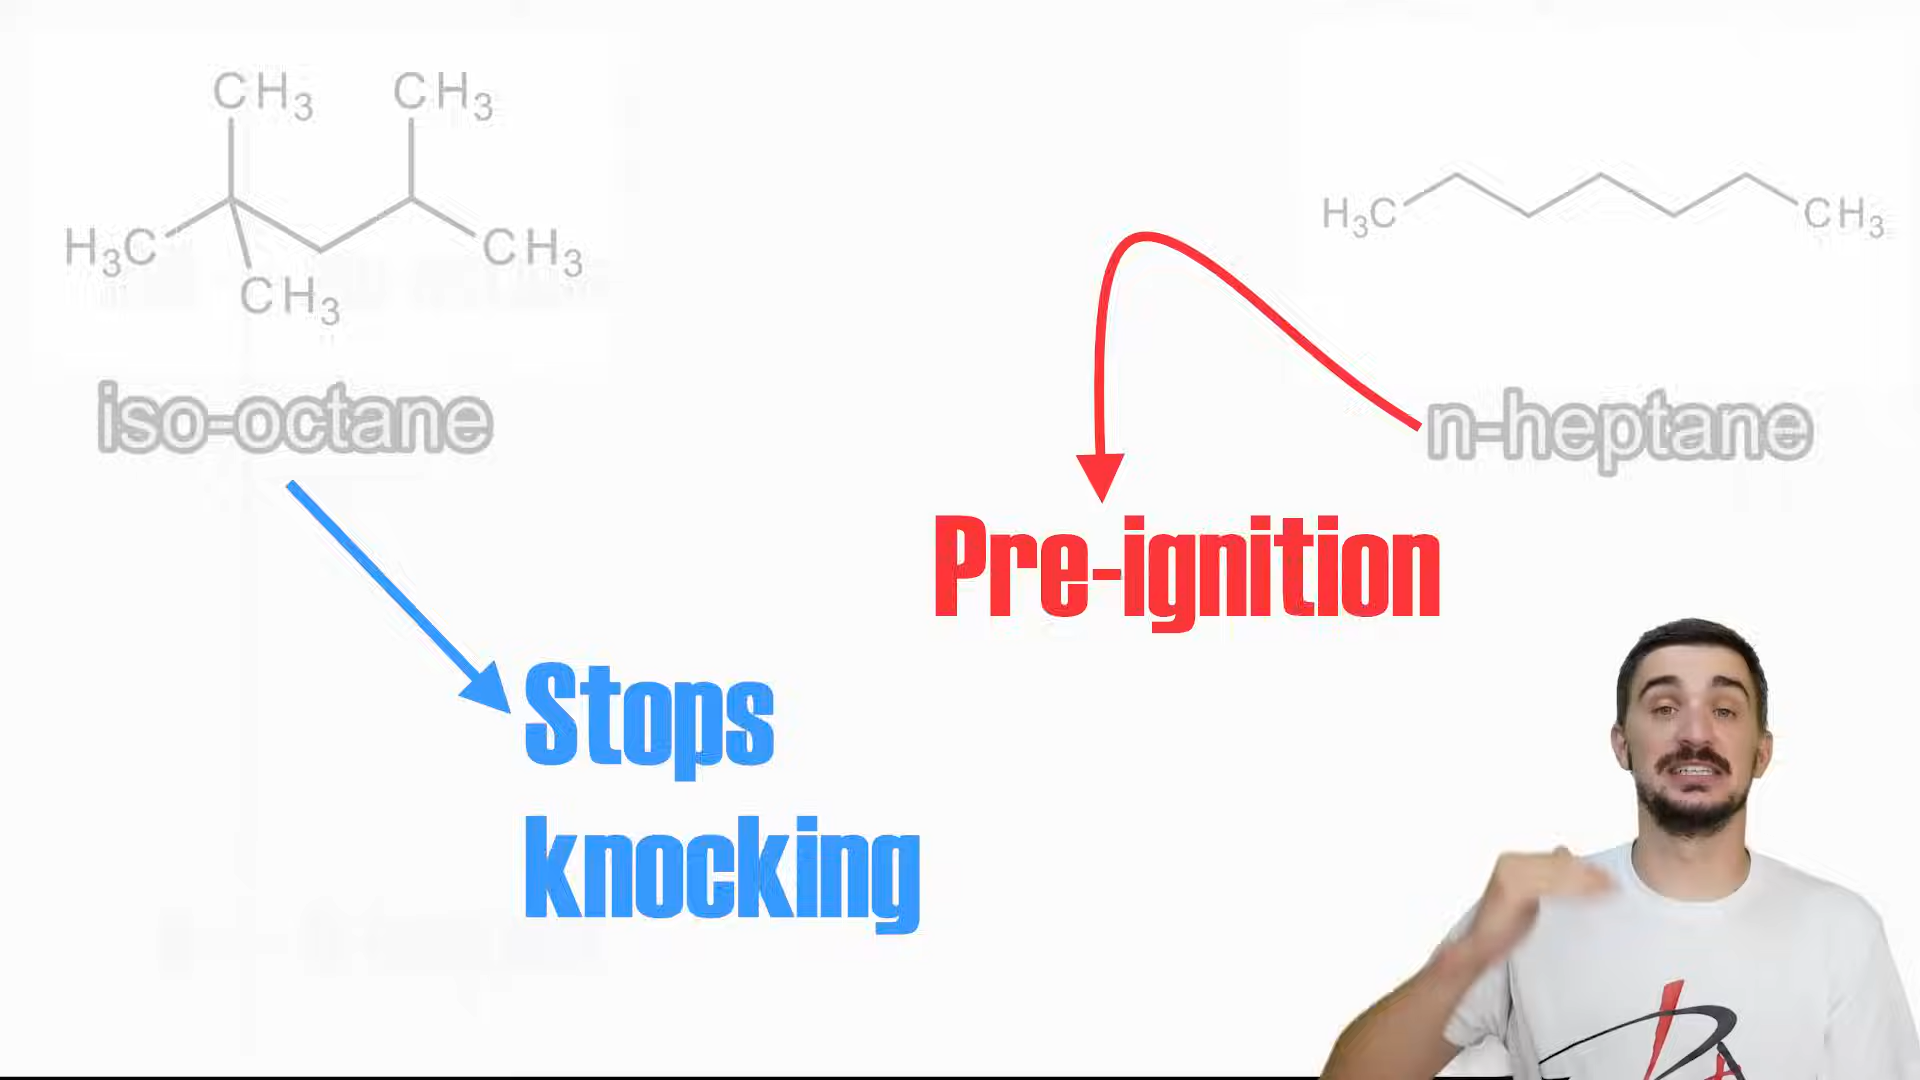 CH3 CH3
H3C CH3
CH3
iso-octane
H3C CH3
n-heptane
Pre-ignition
Stops
knocking